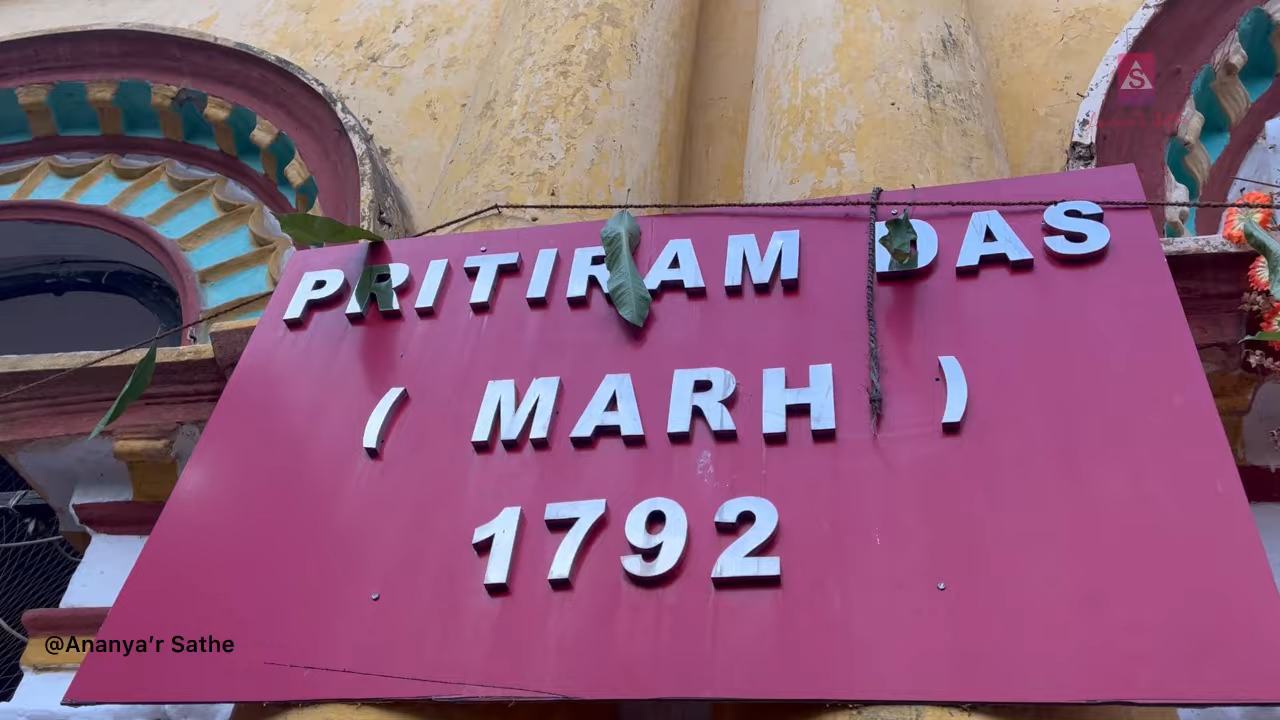 PRITIRAM DAS
( MARH )
1792
@Ananya’r Sathe